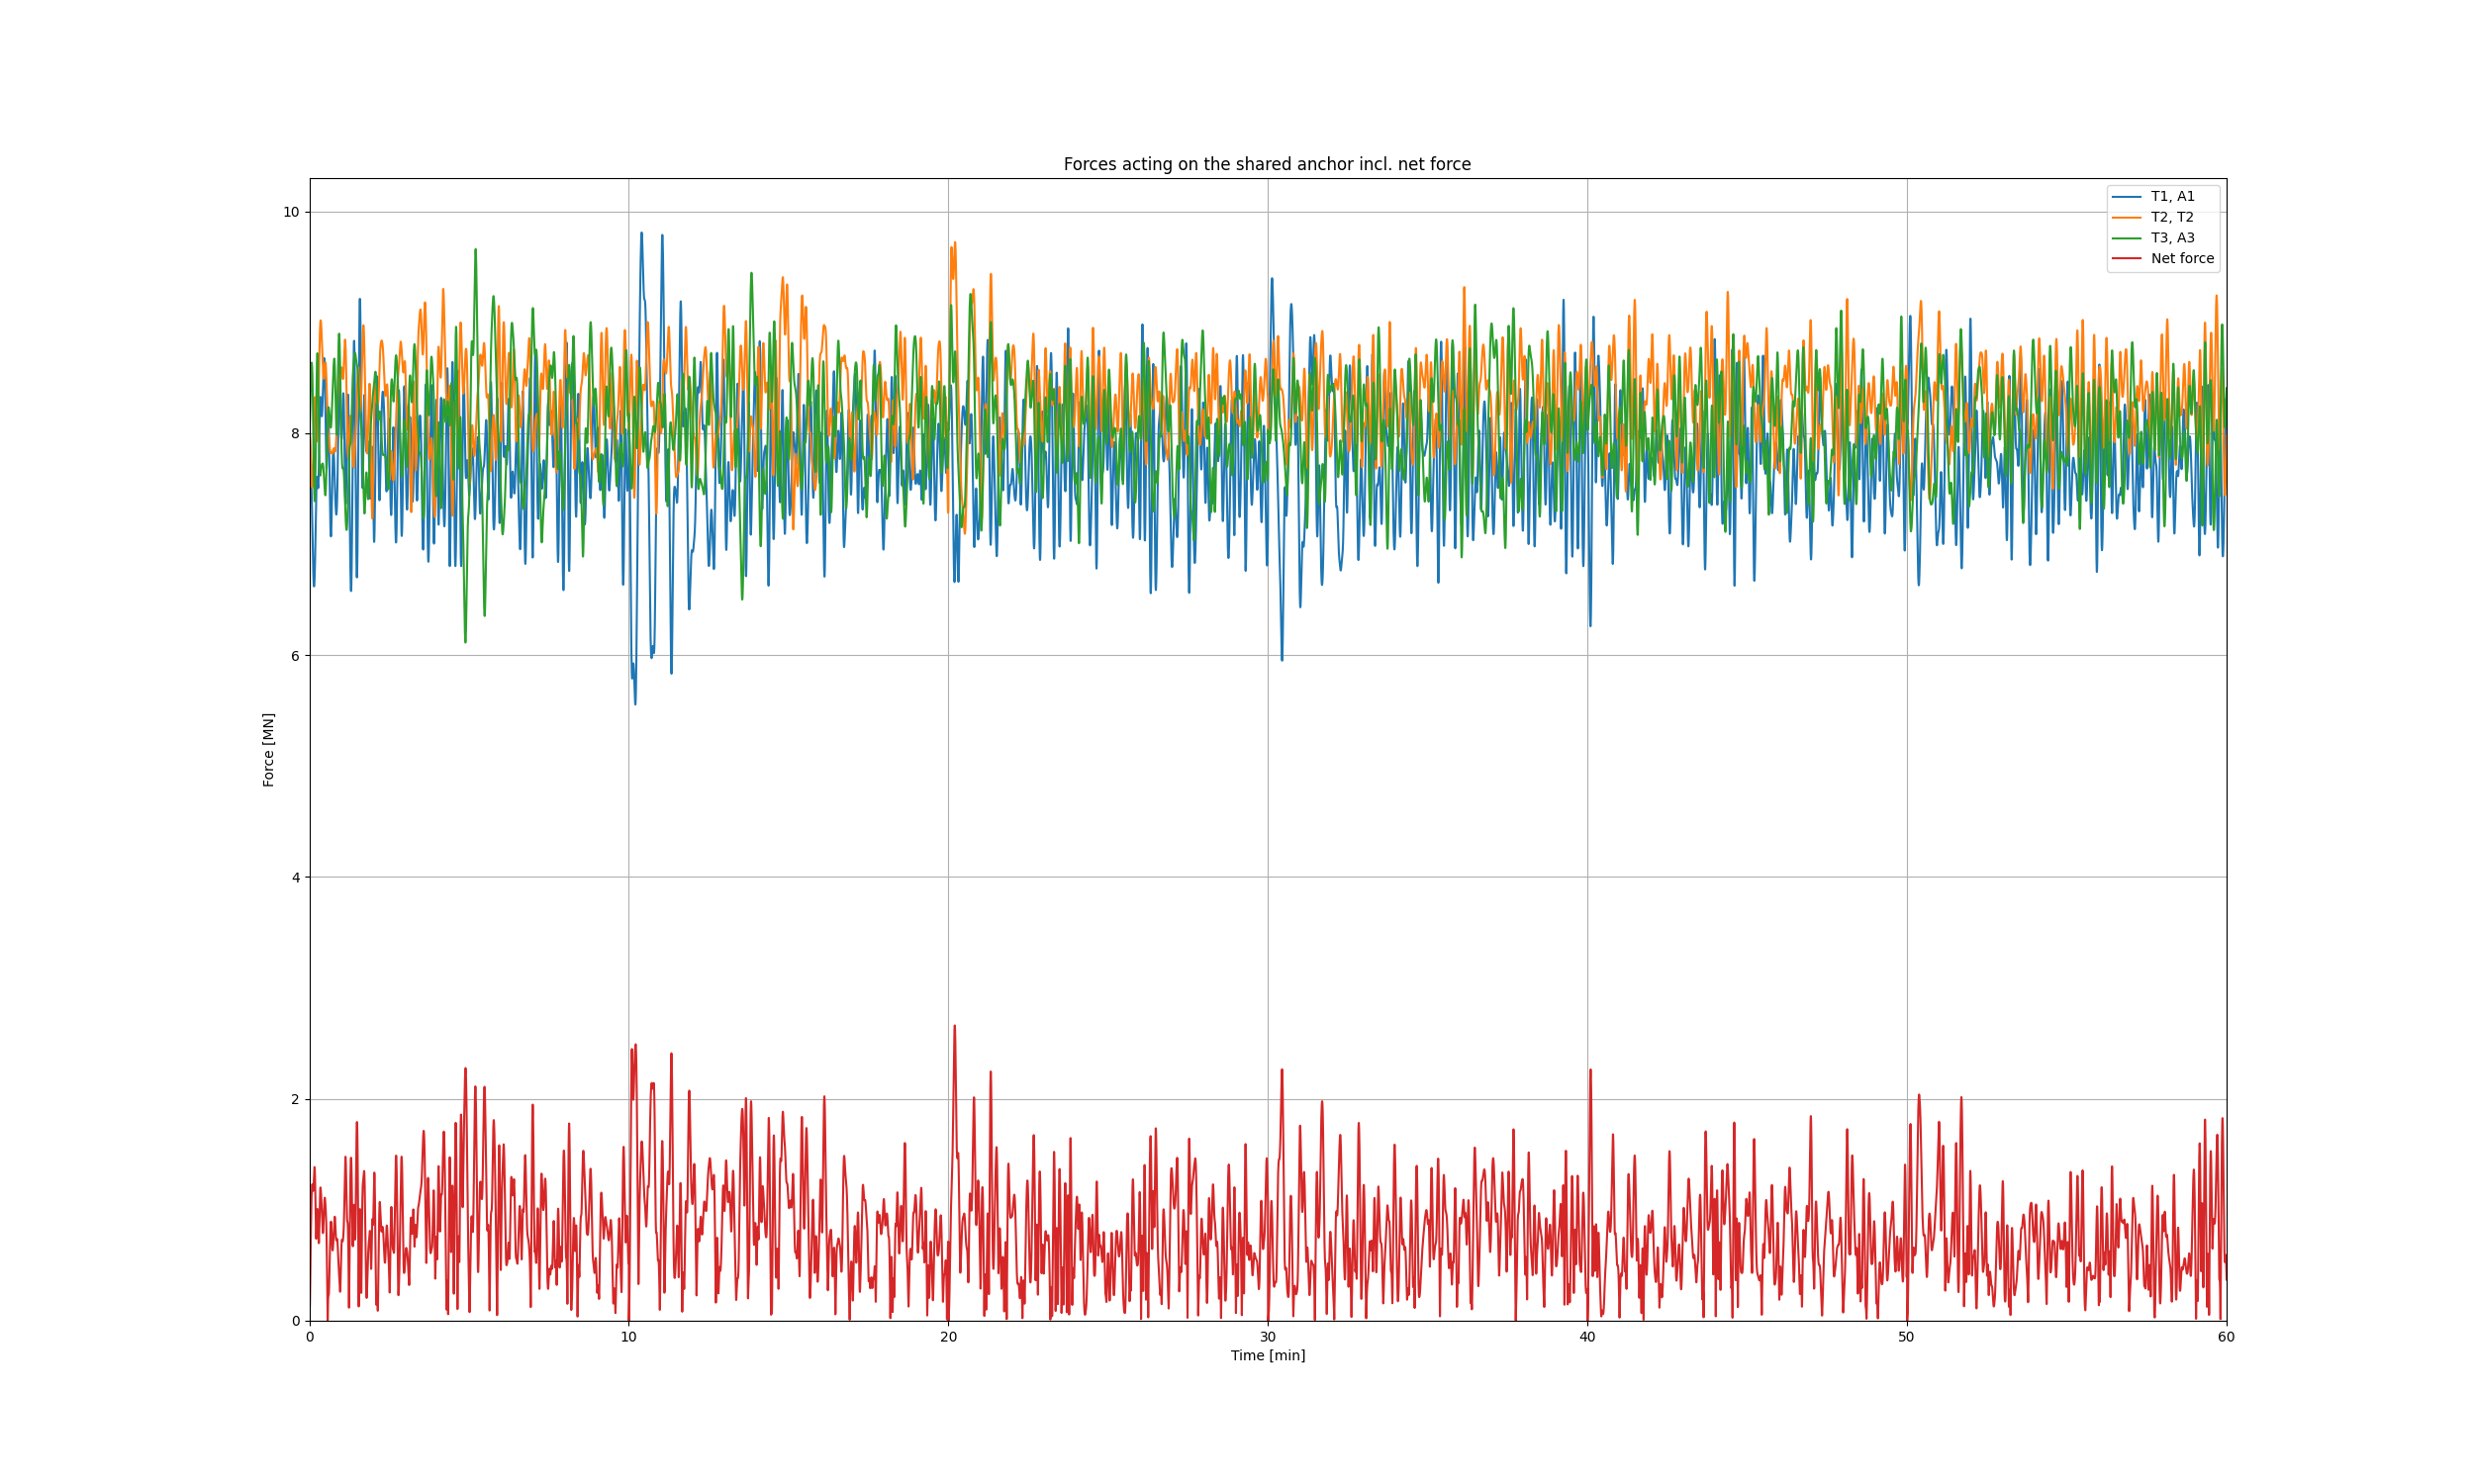 Forces acting on the shared anchor incl. net force
T1, A1
T2, T2
T3, A3
Net force
Force [MN]
10
8
6
4
2
0
0 10 20 30 40 50 60
Time [min]